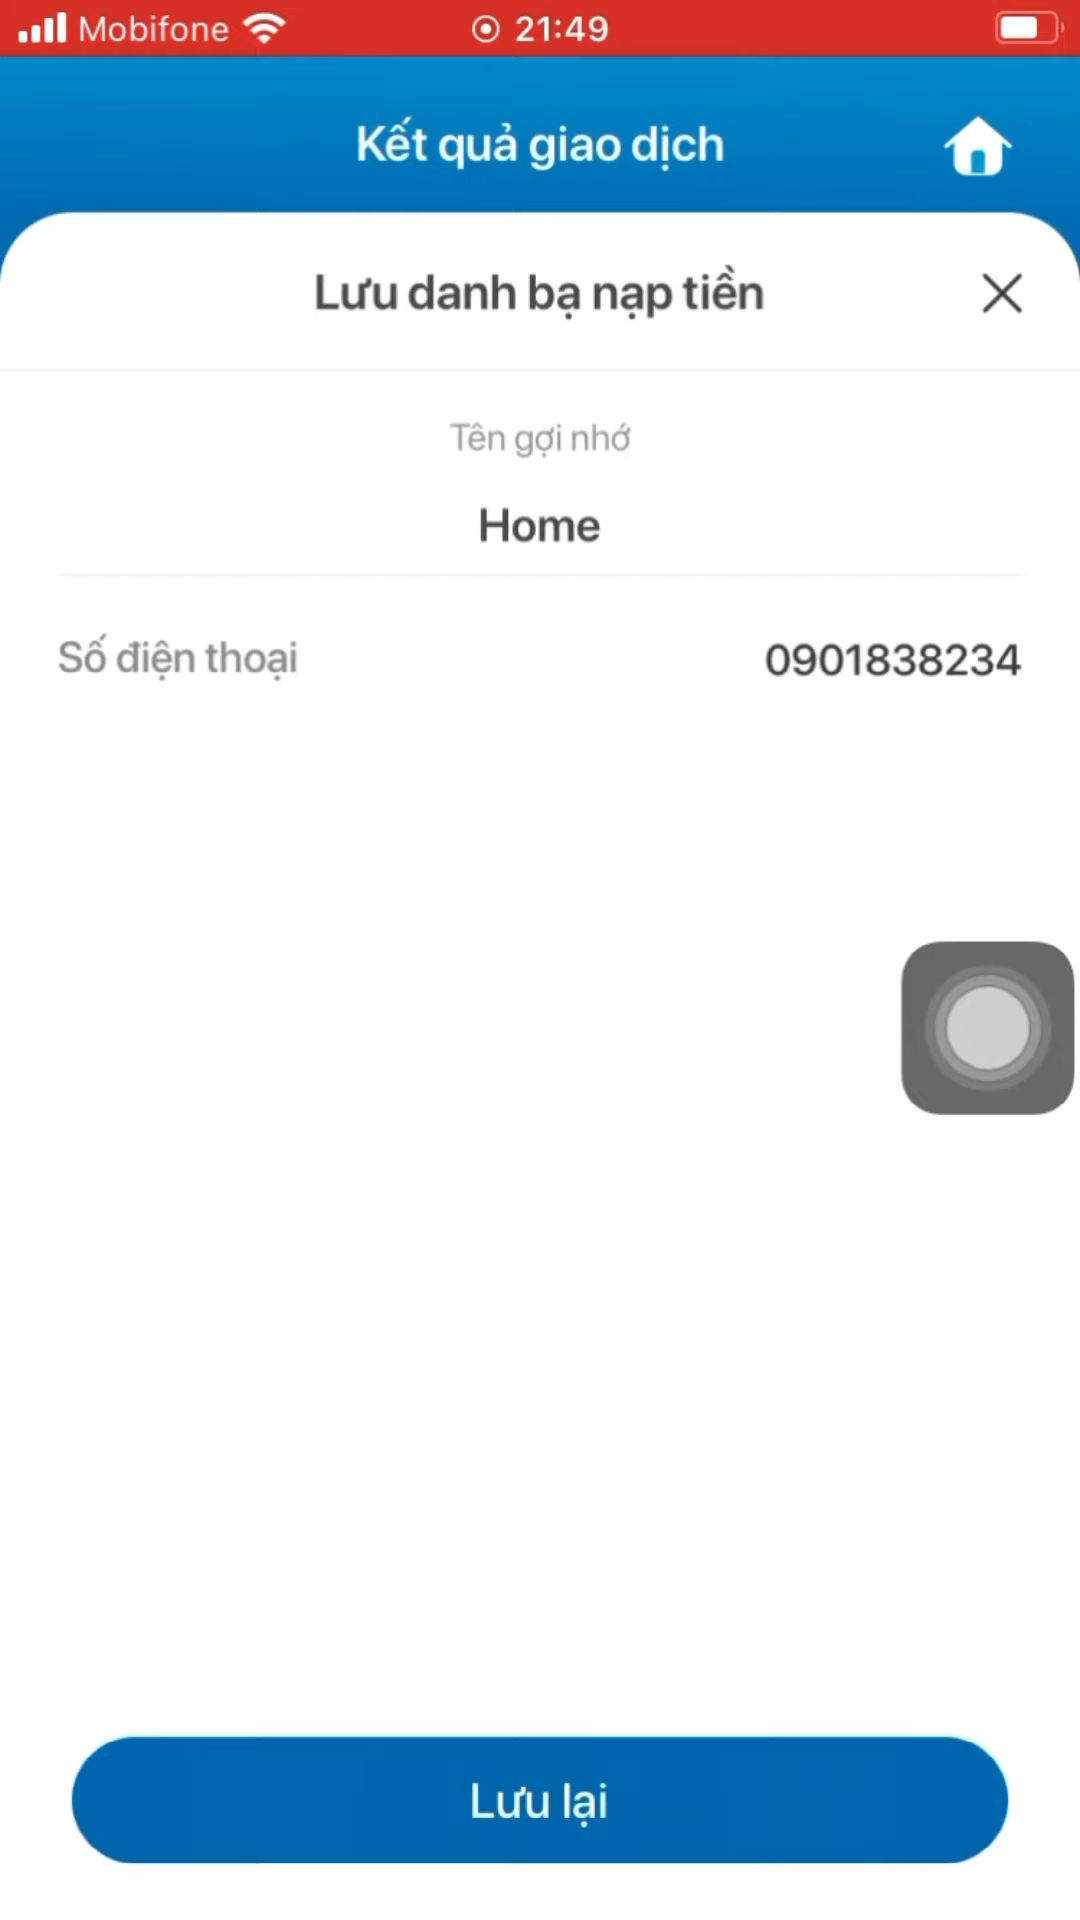 Mobifone 21:49
Kết quả giao dịch
Lưu danh bạ nạp tiền
Tên gợi nhớ
Home
Số điện thoại 0901838234
Lưu lại